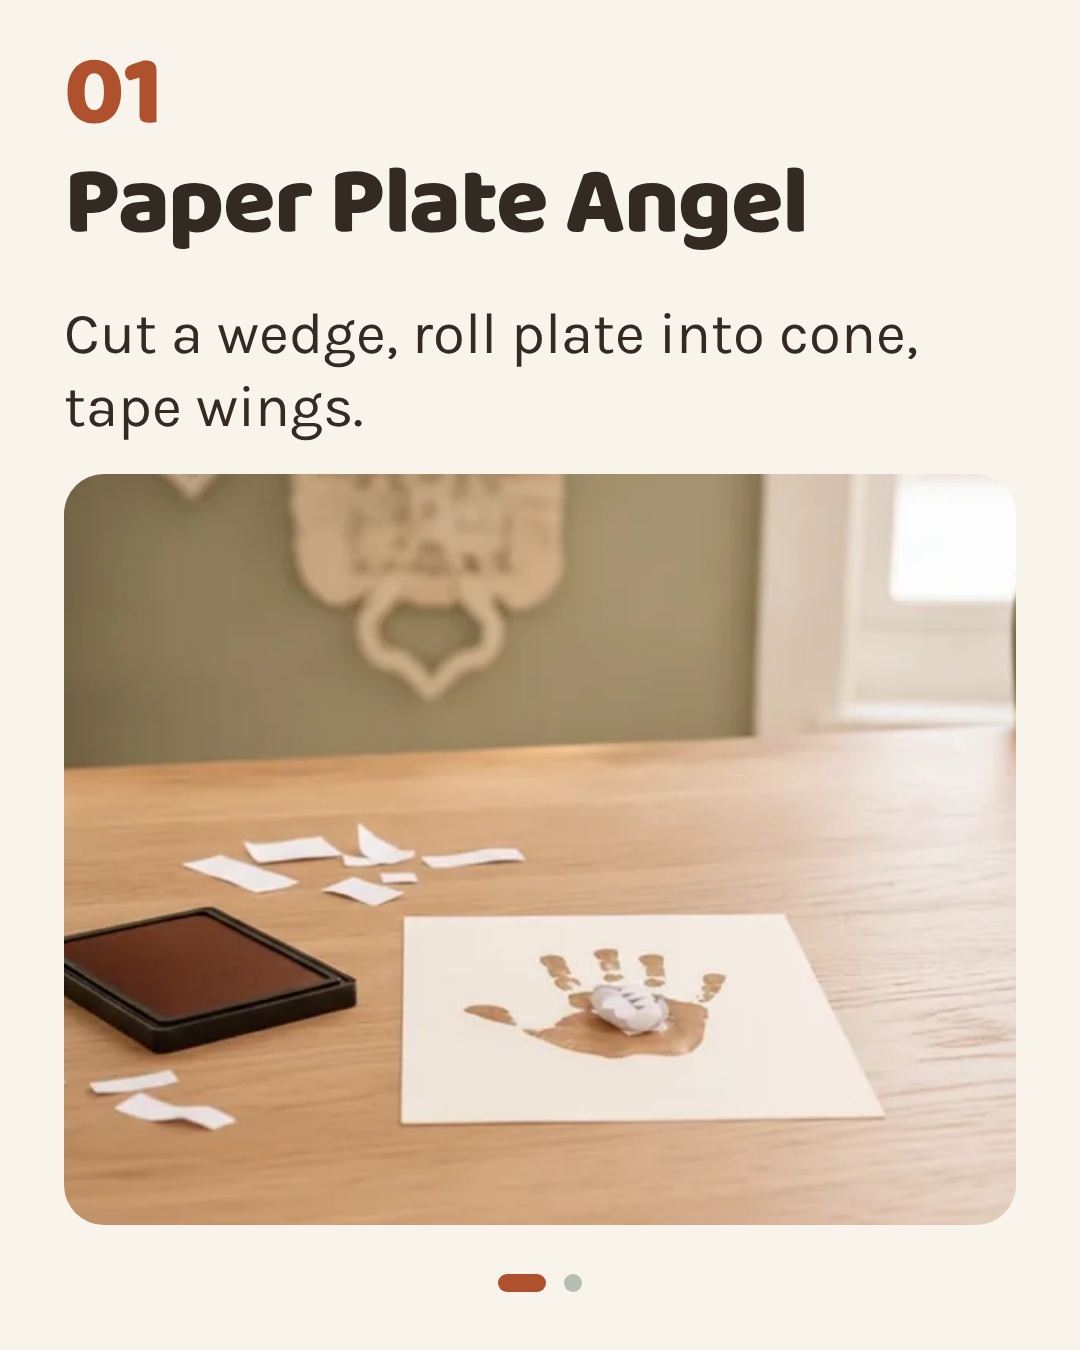 01
Paper Plate Angel
Cut a wedge, roll plate into cone,
tape wings.